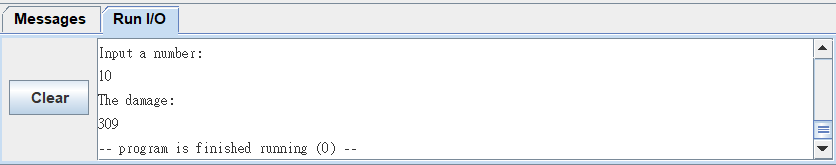 Messages
Run I/O
Clear
Input a number:
10
The damage:
309
-- program is finished running (0) --